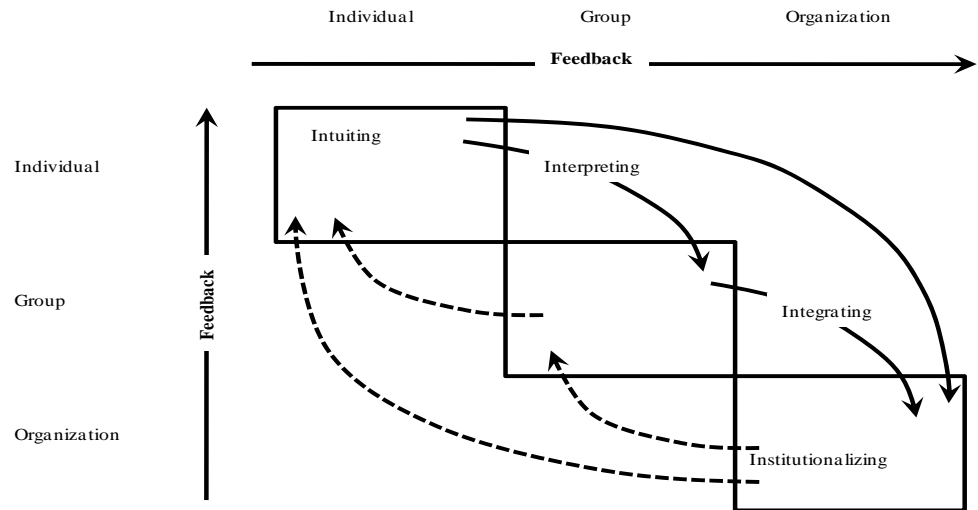 Individual Group Organization
Feedback
Individual
Intuiting
Interpreting
Group
Feedback
Integrating
Organization
Institutionalizing